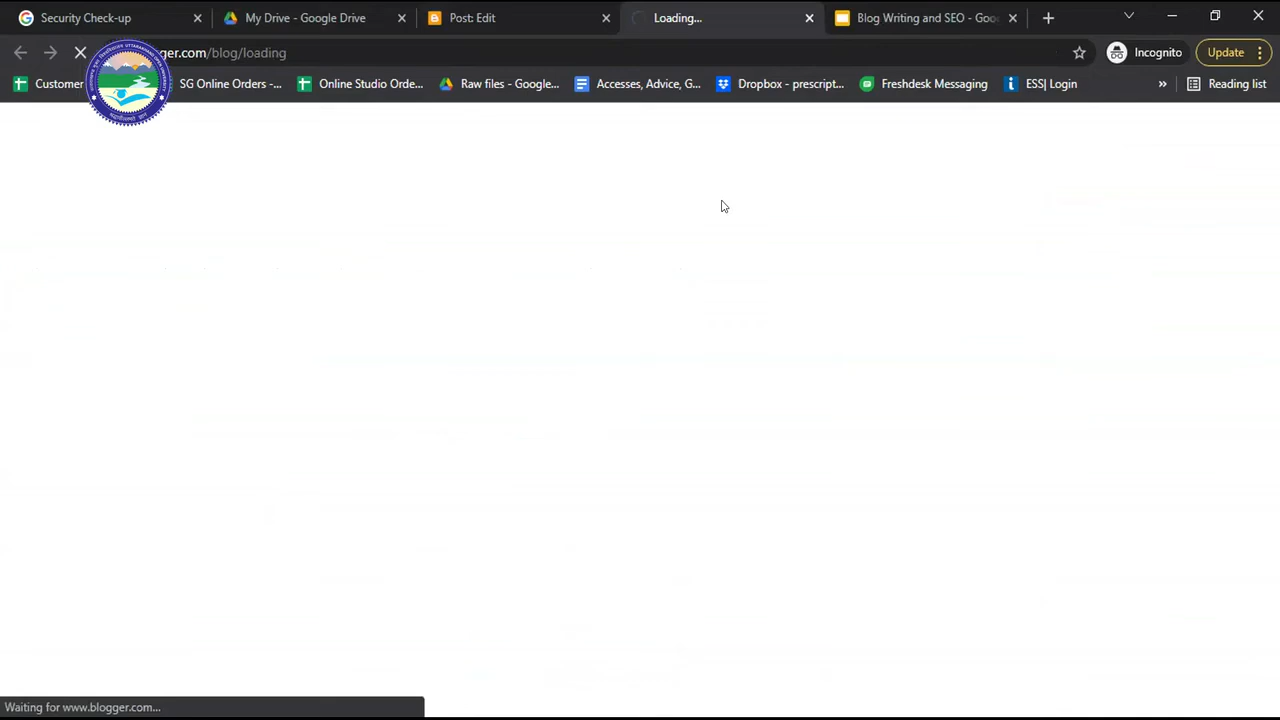 Security Check-up
My Drive - Google Drive
Post: Edit
Loading...
Blog Writing and SEO - Goo
gger.com/blog/loading
Incognito
Update
Customer
SG Online Orders -...
Online Studio Orde...
Raw files - Google...
Accesses, Advice, G...
Dropbox - prampt...
Freshdesk Messaging
ESS| Login
»
Reading list
Waiting for www.blogger.com...